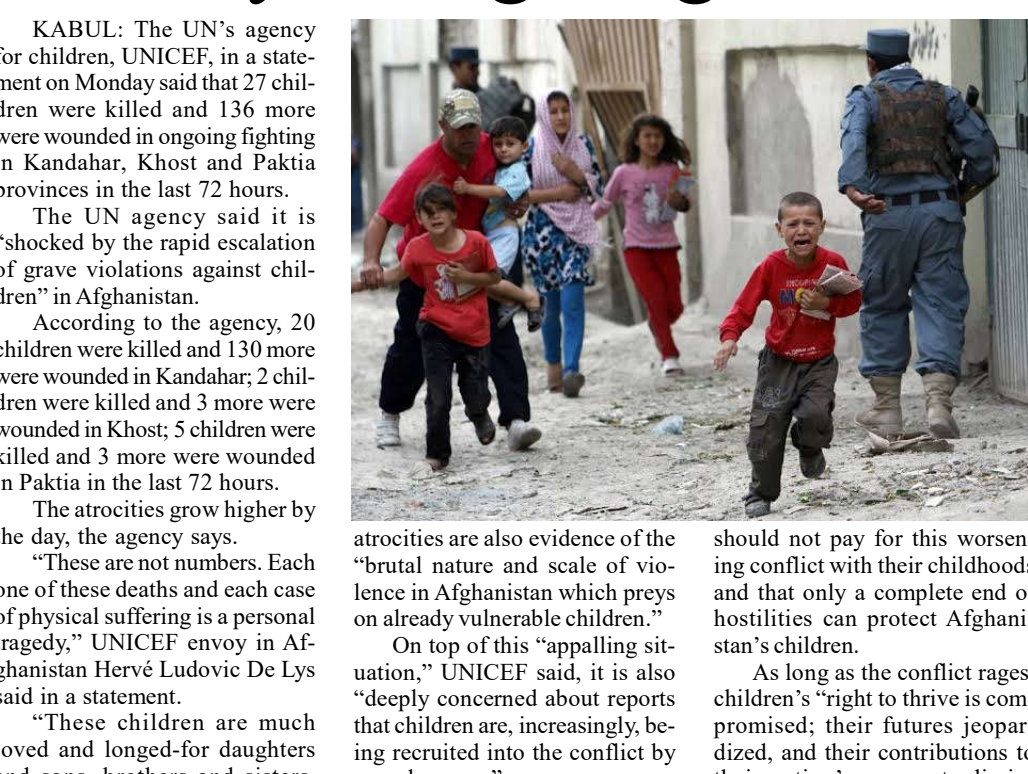 KABUL: The UN's agency
for children, UNICEF, in a state-
ment on Monday said that 27 chil-
dren were killed and 136 more
were wounded in ongoing fighting
n Kandahar, Khost and Paktia
provinces in the last 72 hours.
The UN agency said it is
“shocked by the rapid escalation
of grave violations against chil-
dren” in Afghanistan.
According to the agency, 20
children were killed and 130 more
were wounded in Kandahar; 2 chil-
dren were killed and 3 more were
wounded in Khost; 5 children were
killed and 3 more were wounded
n Paktia in the last 72 hours.
The atrocities grow higher by
the day, the agency says.
“These are not numbers. Each
one of these deaths and each case
of physical suffering is a personal
tragedy,” UNICEF envoy in Af-
ghanistan Hervé Ludovic De Lys
said in a statement.
“These children are much
oved and longed-for daughters
and sons, brothers and sisters,
atrocities are also evidence of the
“brutal nature and scale of vio-
lence in Afghanistan which preys
on already vulnerable children.”
On top of this “appalling sit-
uation,” UNICEF said, it is also
“deeply concerned about reports
that children are, increasingly, be-
ing recruited into the conflict by
should not pay for this worsen
ing conflict with their childhoods
and that only a complete end o
hostilities can protect Afghani
stan's children.
As long as the conflict rages
children's “right to thrive is com
promised; their futures jeopar
dized, and their contributions to